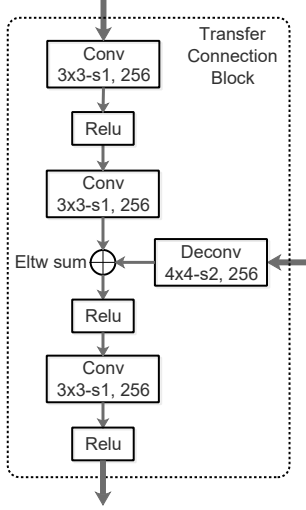 Transfer
Connection
Block
Conv
3x3-s1, 256
Relu
Conv
3x3-s1, 256
Eltw sum
Deconv
4x4-s2, 256
Relu
Conv
3x3-s1, 256
Relu